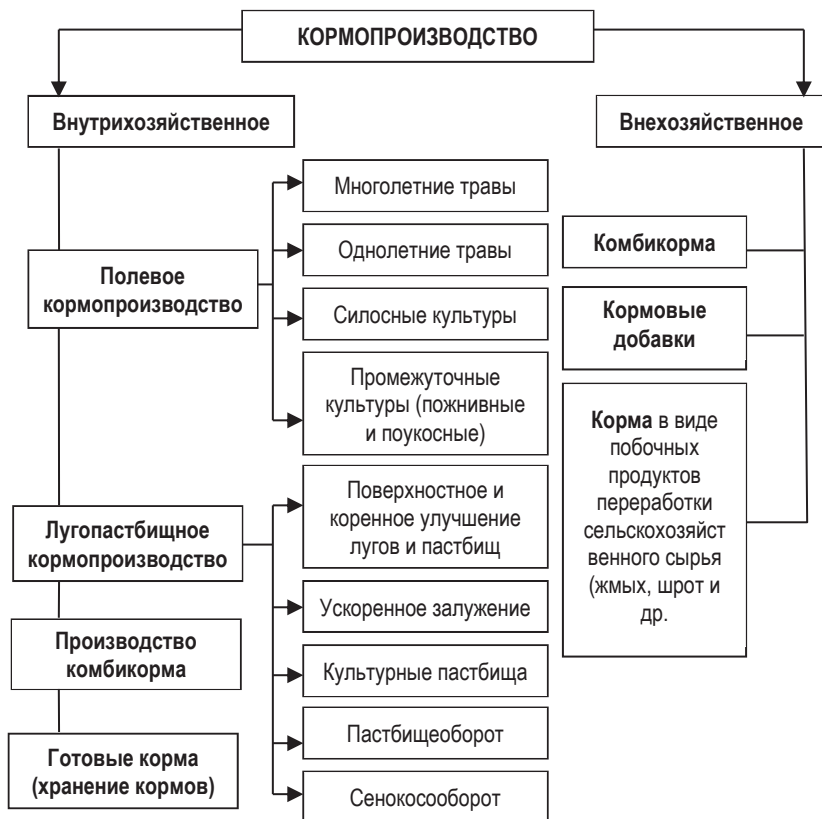 КОРМОПРОИЗВОДСТВО
Внутрихозяйственное
Внехозяйственное
Многолетние травы
Однолетние травы
Комбикорма
Полевое
кормопроизводство
Силосные культуры
Кормовые
добавки
Промежуточные
культуры (пожнивные
и поукосные)
Корма в виде
побочных
продуктов
переработки
сельскохозяйст
венного сырья
(жмых, шрот и
др.
Поверхностное и
коренное улучшение
лугов и пастбищ
Лугопастбищное
кормопроизводство
Ускоренное залужение
Производство
комбикорма
Культурные пастбища
Пастбищеоборот
Готовые корма
(хранение кормов)
Сенокосооборот